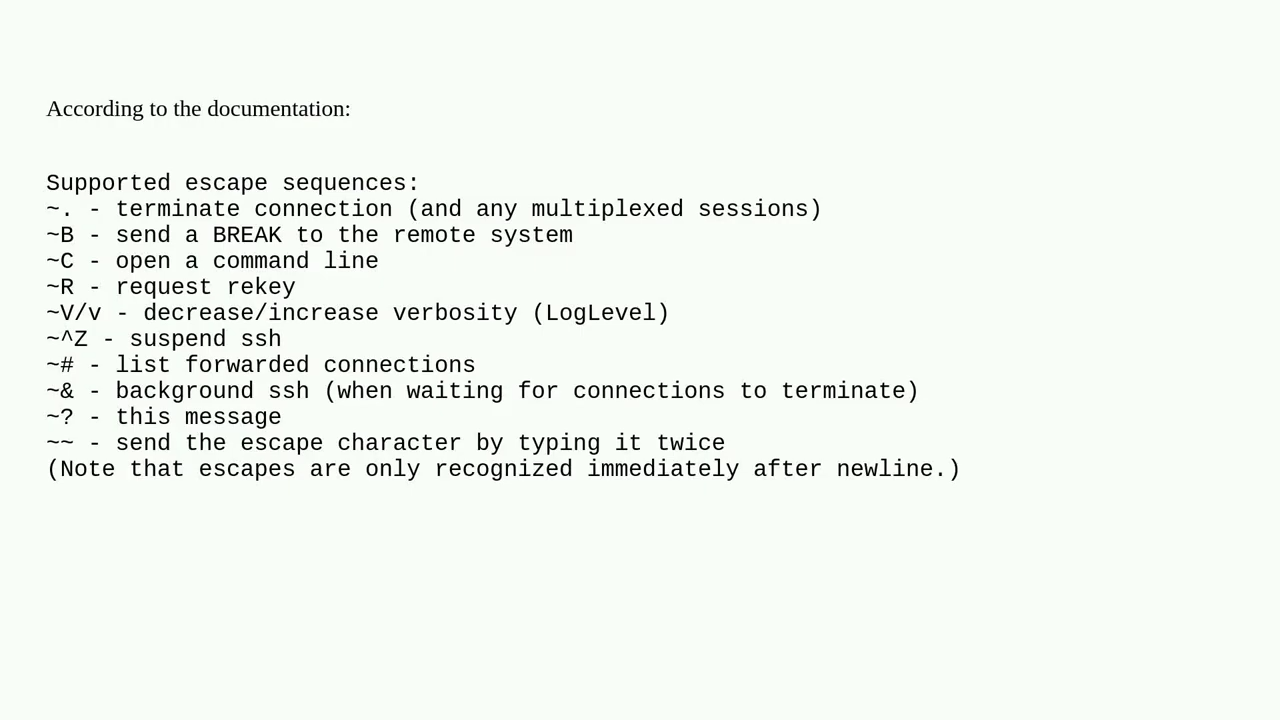 According to the documentation:
Supported escape sequences:
~. - terminate connection (and any multiplexed sessions)
~B - send a BREAK to the remote system
~C - open a command line
~R - request rekey
~V/v - decrease/increase verbosity (LogLevel)
~^Z - suspend ssh
~# - list forwarded connections
~& - background ssh (when waiting for connections to terminate)
~? - this message
~~ - send the escape character by typing it twice
(Note that escapes are only recognized immediately after newline.)